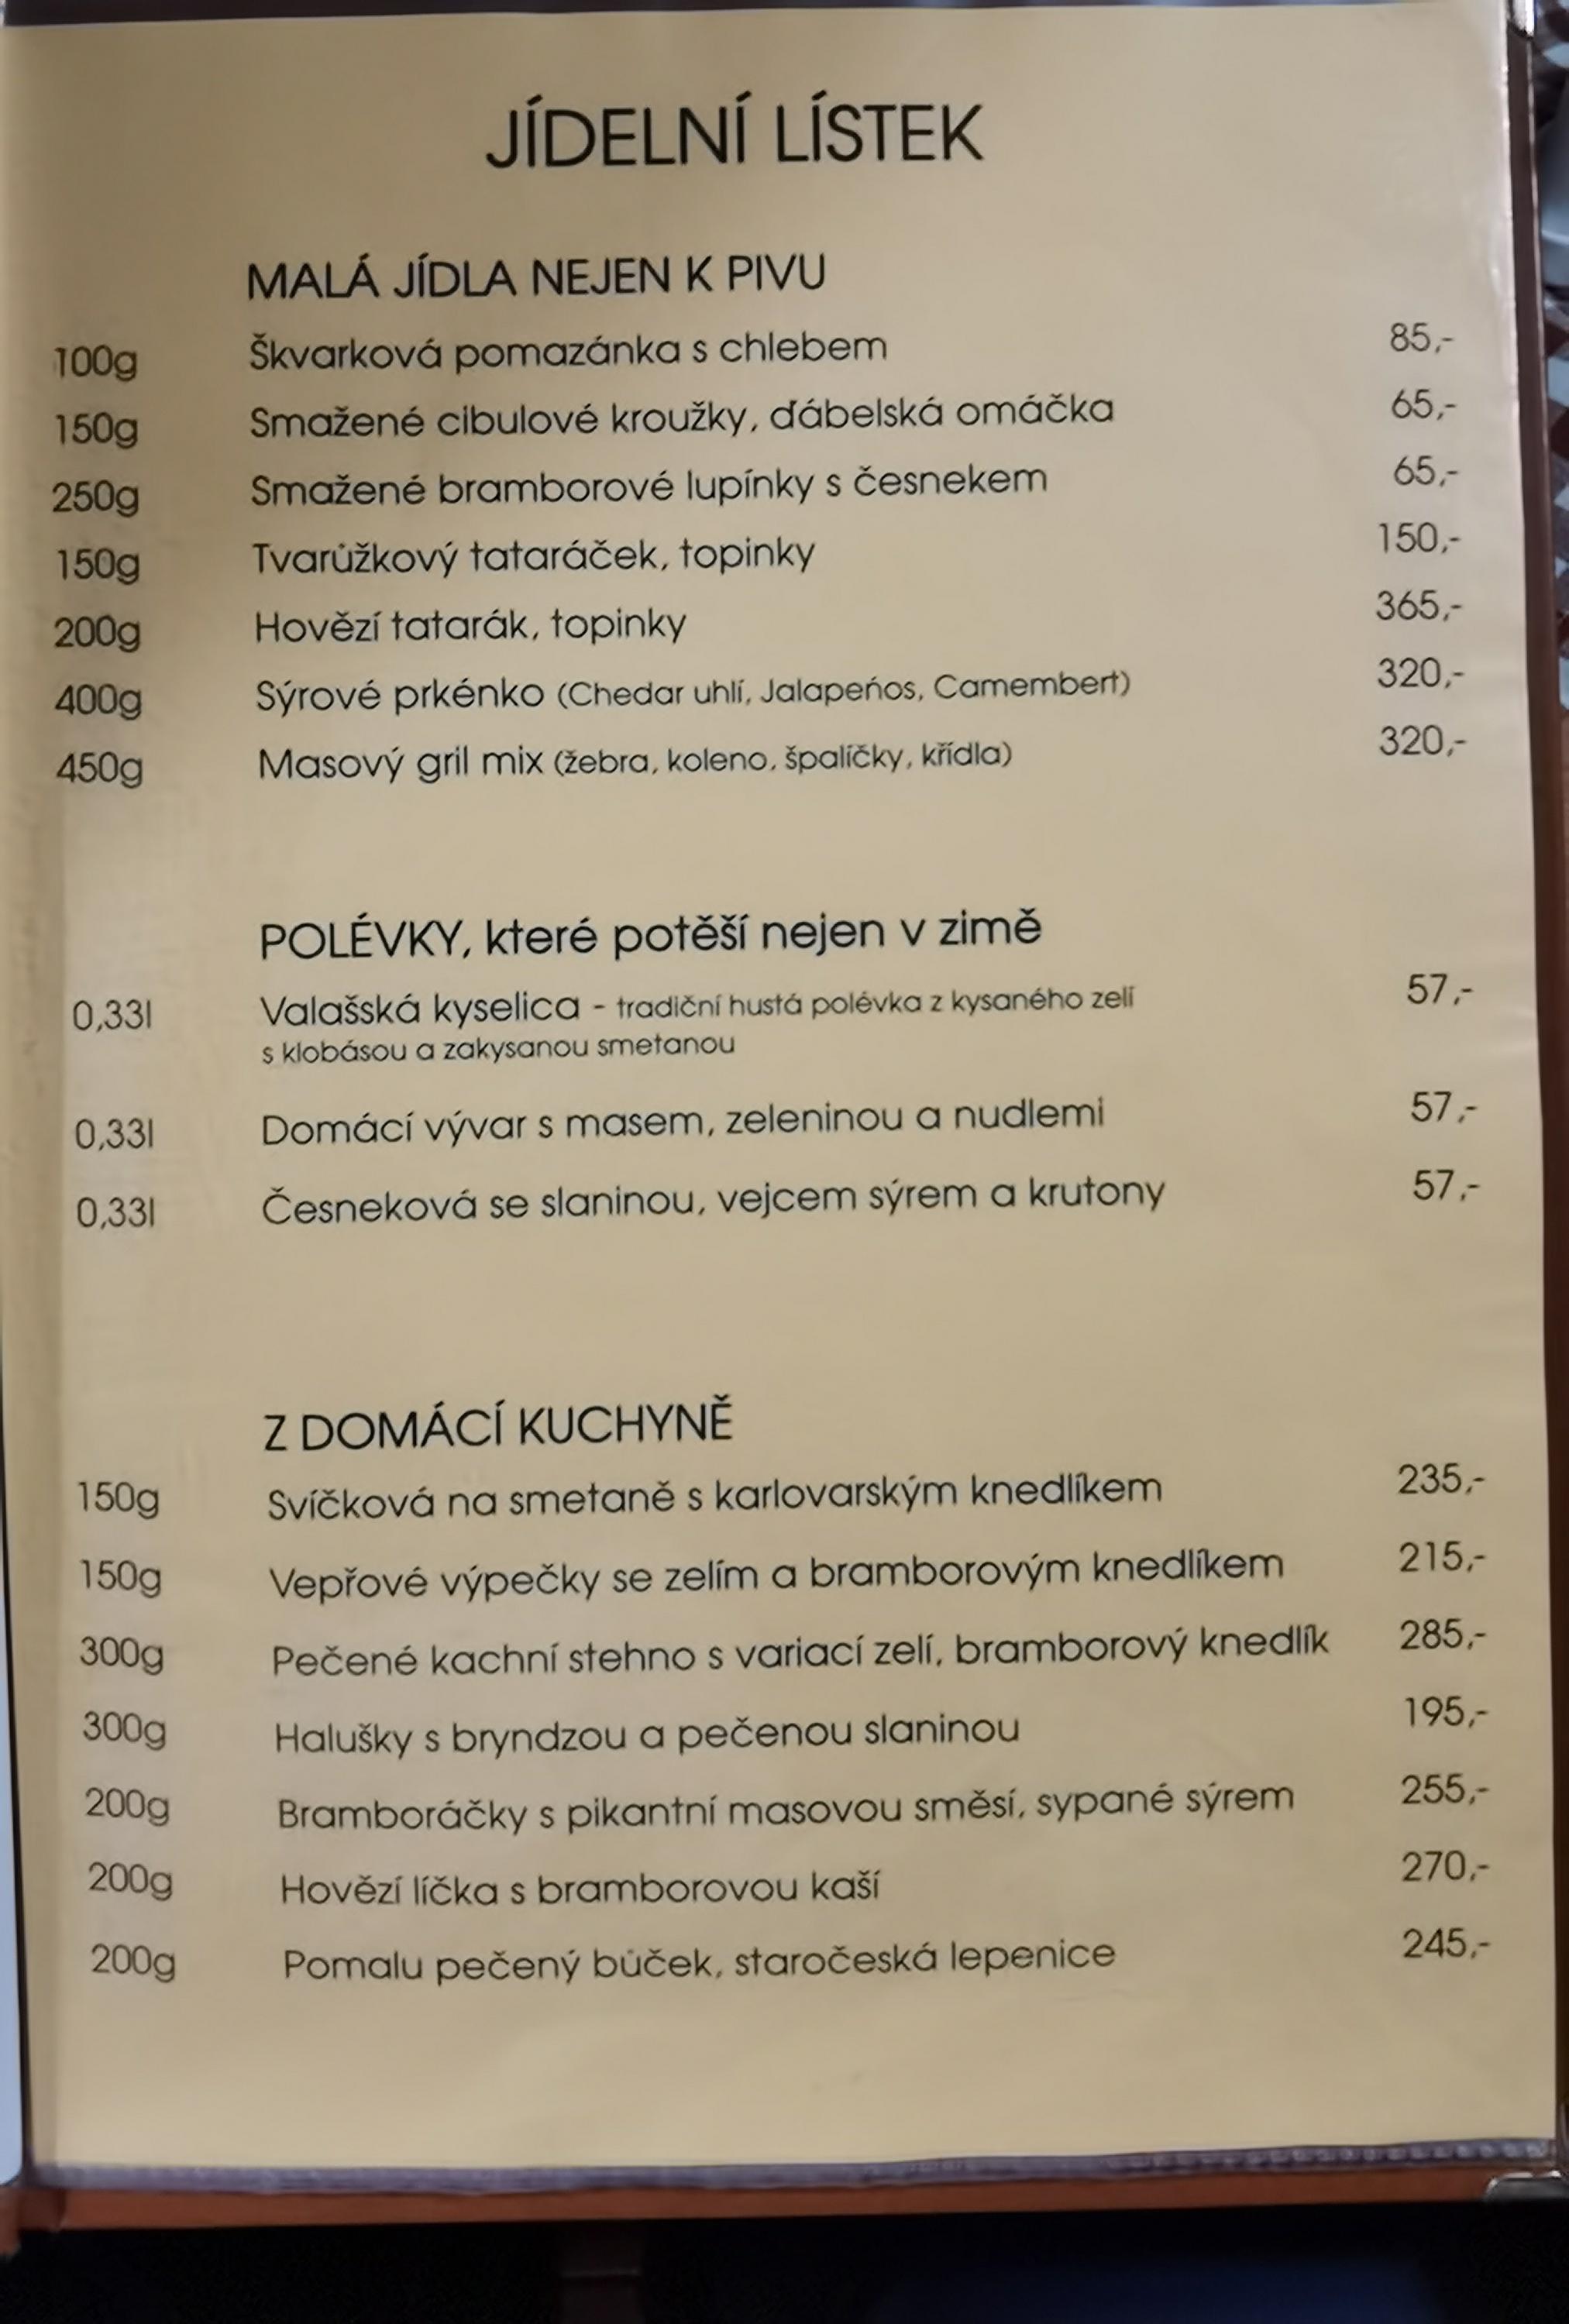 JÍDELNÍ LÍSTEK
MALÁ JÍDLA NEJEN K PIVU
100g Škvarková pomazánka s chlebem 85,-
150g Smažené cibulové kroužky, ďábelská omáčka 65,-
250g Smažené bramborové lupínky s česnekem 65,-
150g Tvarůžkový tataráček, topinky 150,-
200g Hovězí tatarák, topinky 365,-
400g Sýrové prkénko (Chedar uhlí, Jalapeńos, Camembert) 320,-
450g Masový gril mix (žebra, koleno, špalíčky, křídla) 320,-
POLÉVKY, které potěší nejen v zimě
0,33l Valašská kyselica - tradiční hustá polévka z kysaného zelí 57,-
s klobásou a zakysanou smetanou
0,33l Domácí vývar s masem, zeleninou a nudlemi 57,-
0,33l Česneková se slaninou, vejcem sýrem a krutony 57,-
Z DOMÁCÍ KUCHYNĚ
150g Svíčková na smetaně s karlovarským knedlíkem 235,-
150g Vepřové výpečky se zelím a bramborovým knedlíkem 215,-
300g Pečené kachní stehno s variací zelí, bramborový knedlík 285,-
300g Halušky s bryndzou a pečenou slaninou 195,-
200g Bramboráčky s pikantní masovou směsí, sypané sýrem 255,-
200g Hovězí líčka s bramborovou kaší 270,-
200g Pomalu pečený bůček, staročeská lepenice 245,-